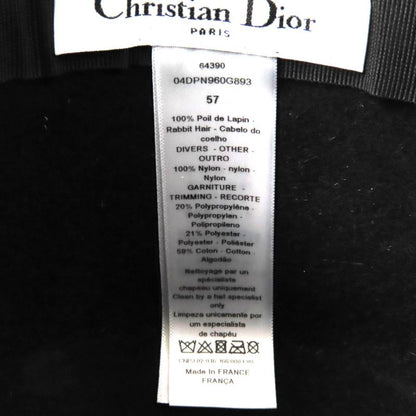 Christian Dior
PARIS
64390
04DPN960G893
57
100% Poil de Lapin -
Rabbit Hair - Cabelo do
coelho
DIVERS - OTHER -
OUTRO
100% Nylon - nylon -
Nylon
GARNITURE -
TRIMMING - RECORTE
20% Polypropylène -
Polypropylen -
Polipropileno
21% Polyester -
Polyester - Poliéster
59% Coton - Cotton -
Algodão
Nettoyage par un
spécialiste
chapeau uniquement
Clean by a hat specialist
only
Limpeza unicamente por
um especialista
de chapéu
Made in FRANCE
FRANÇA